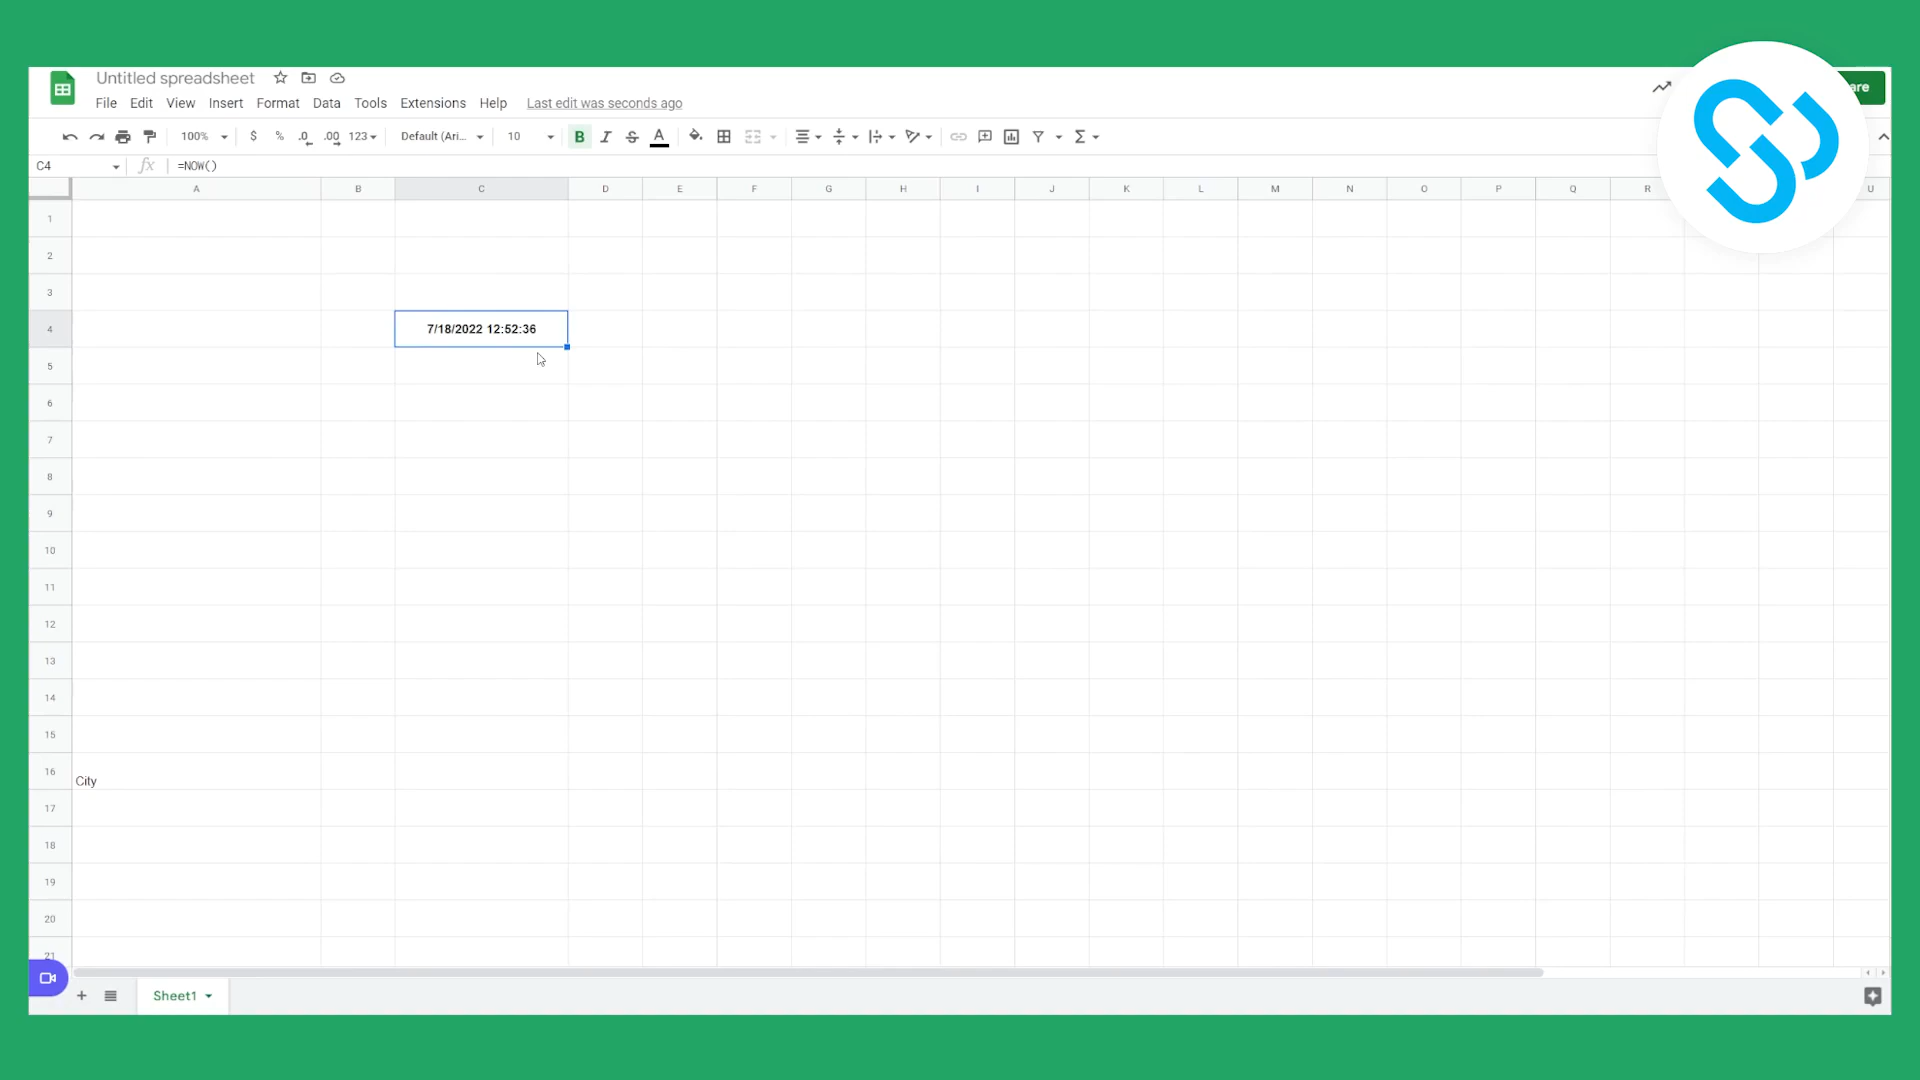 Untitled spreadsheet
File Edit View Insert Format Data Tools Extensions Help Last edit was seconds ago
100% $ % .0 .00 123 Default (Ari... 10 B I S A Σ
C4 fx =NOW()
A B C D E F G H I J K L M N O P Q R U
1
2
3
4 7/18/2022 12:52:36
5
6
7
8
9
10
11
12
13
14
15
16 City
17
18
19
20
21
+ Sheet1